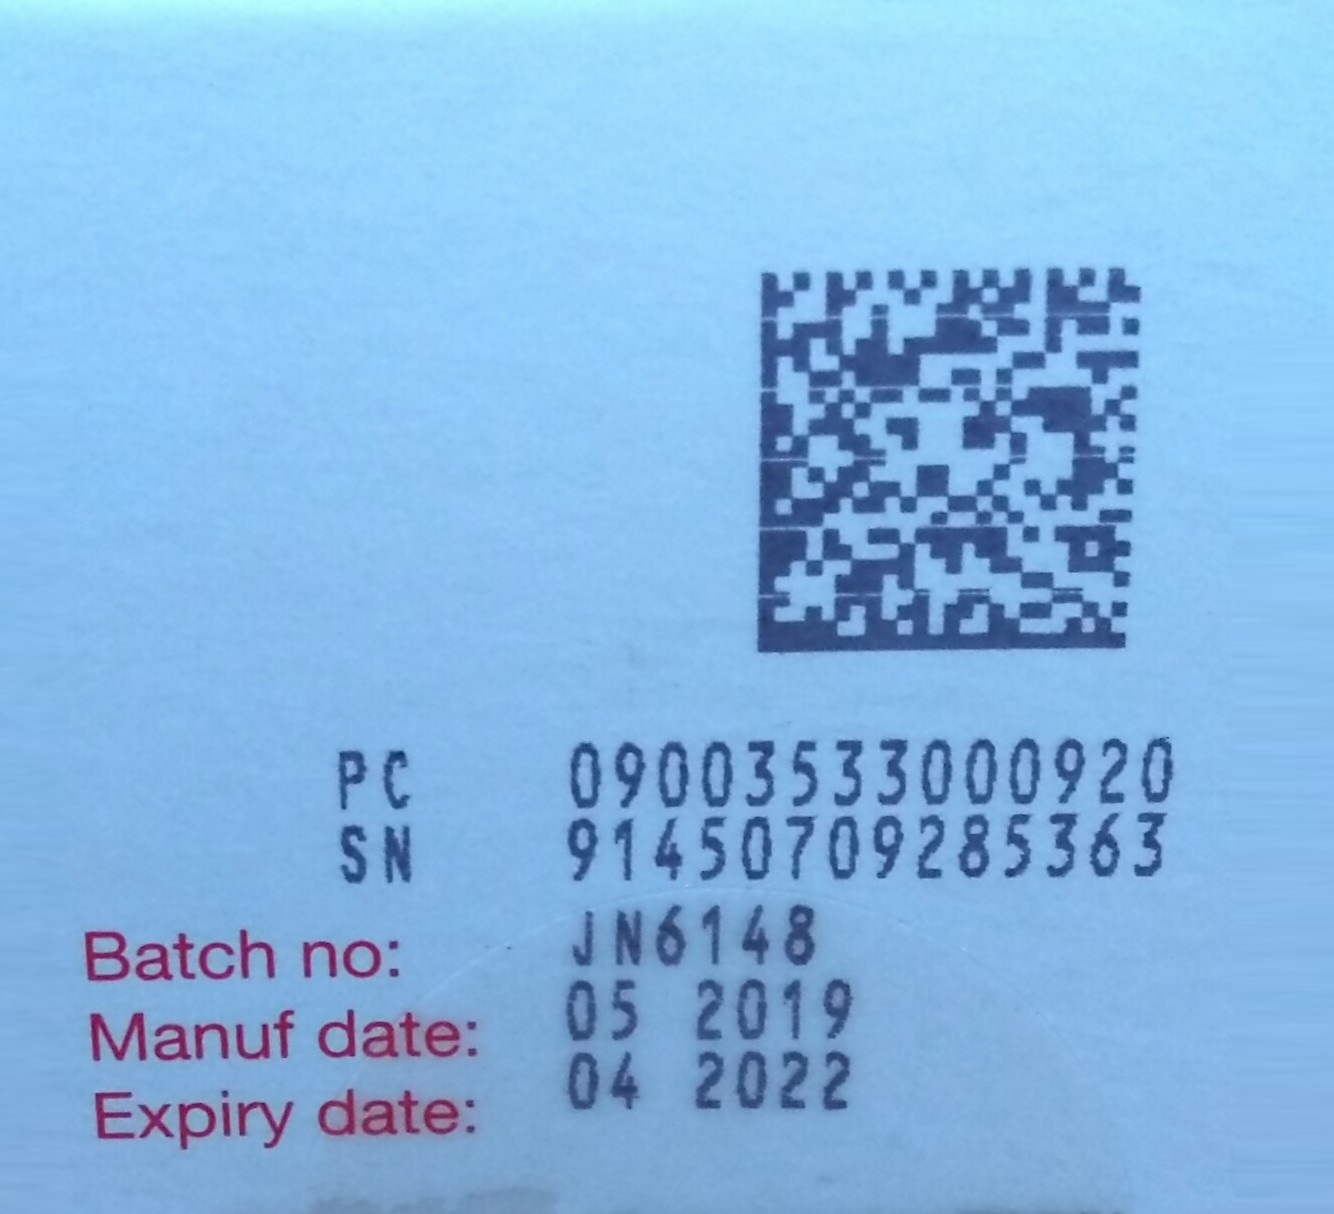 PC 09003533000920
SN 91450709285363
Batch no: JN6148
Manuf date: 05 2019
Expiry date: 04 2022